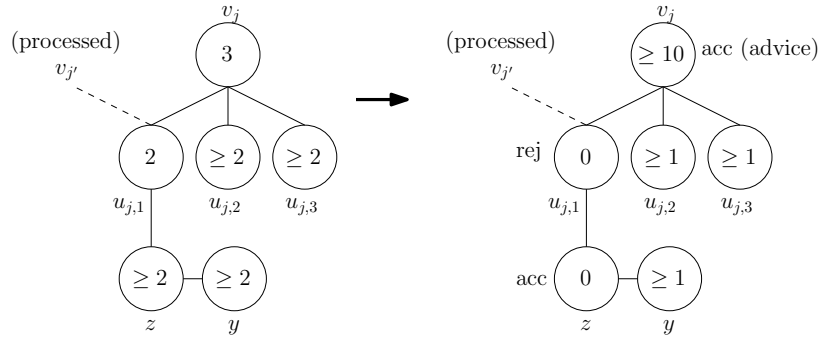 v_j
(processed)
3
v_{j'}
2
≥ 2
≥ 2
u_{j,1}
u_{j,2}
u_{j,3}
≥ 2
≥ 2
z
y
v_j
(processed)
≥ 10
acc (advice)
v_{j'}
rej
0
≥ 1
≥ 1
u_{j,1}
u_{j,2}
u_{j,3}
acc
0
≥ 1
z
y